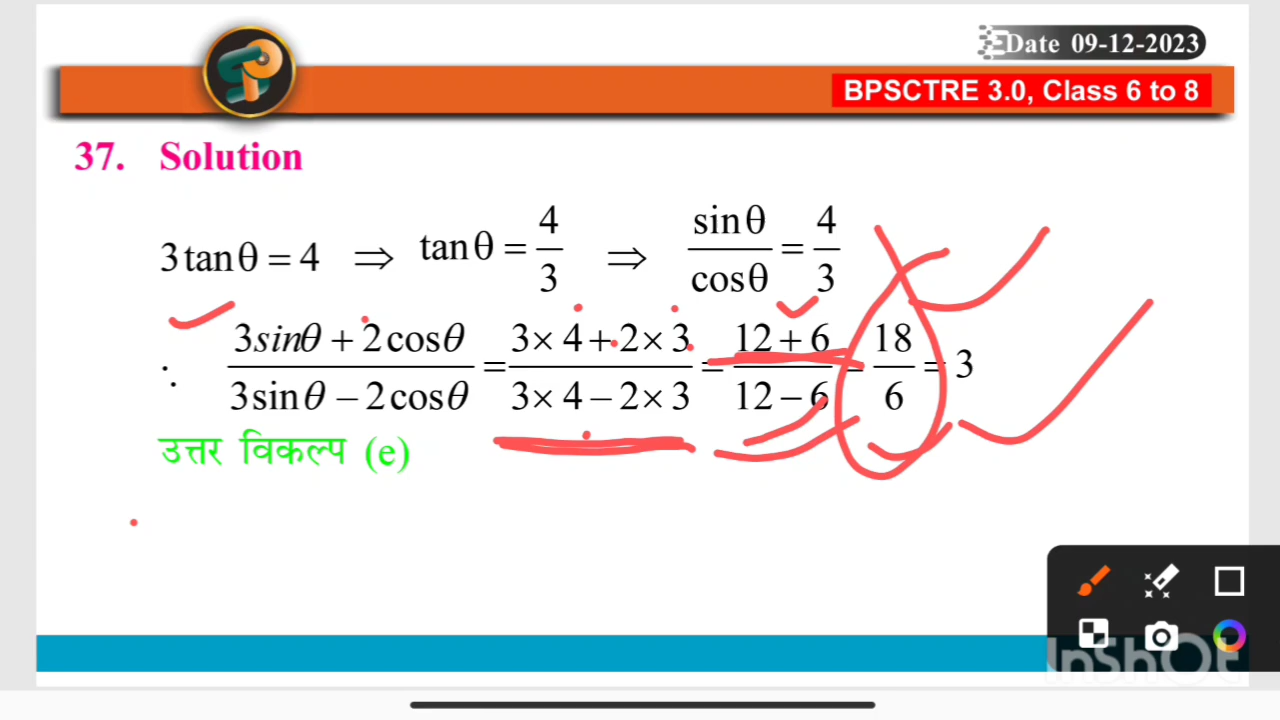 Date 09-12-2023
BPSCTRE 3.0, Class 6 to 8
37. Solution
3tanθ = 4 ⇒ tanθ = 4/3 ⇒ sinθ/cosθ = 4/3
∴ (3sinθ + 2cosθ)/(3sinθ − 2cosθ) = (3×4+2×3)/(3×4−2×3) = (12+6)/(12−6) = 18/6 = 3
उत्तर विकल्प (e)
InShOt